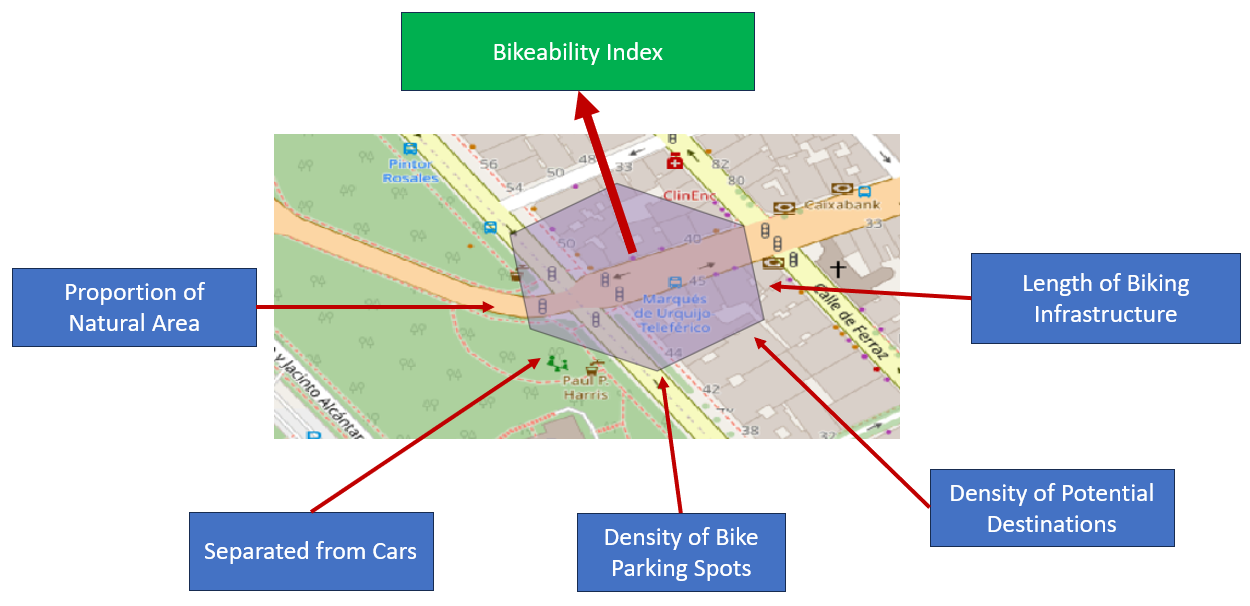 Bikeability Index
Pintor
Rosales
56
54
50
48
33
82
80
ClinEnc
Caixabank
33
50
40
45
Marqués
de Urquijo
Teleférico
44
42
38
32
Calle de Ferraz
Paul P.
Harris
y Jacinto Alcántar
Proportion of
Natural Area
Length of Biking
Infrastructure
Separated from Cars
Density of Bike
Parking Spots
Density of Potential
Destinations